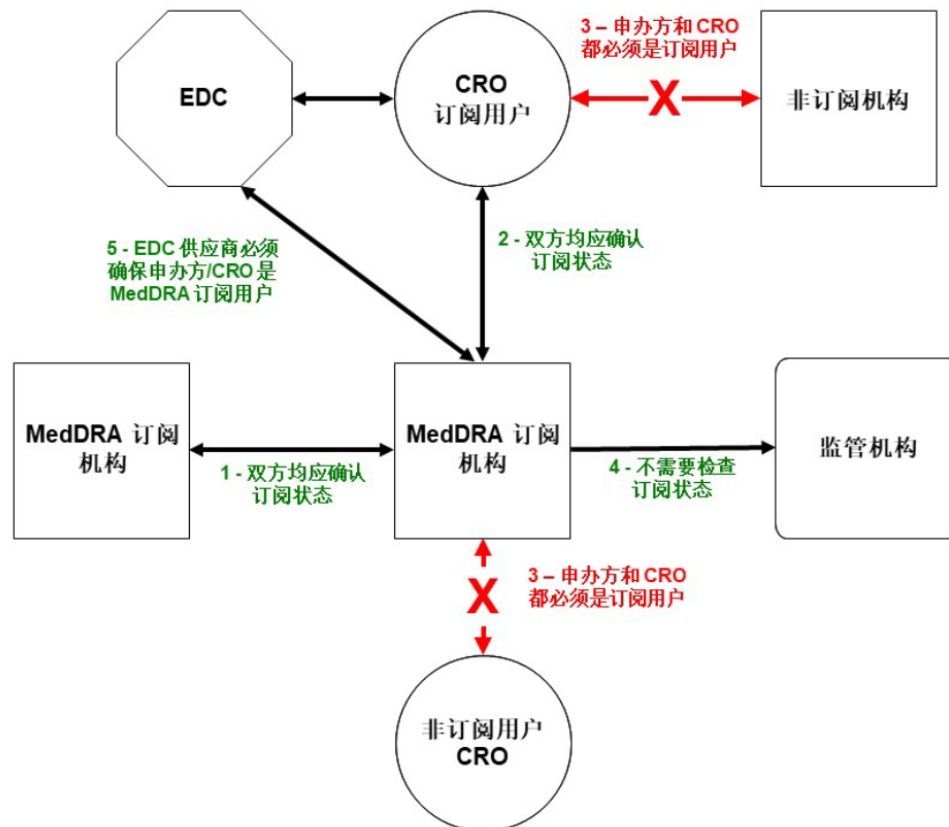 3 – 申办方和 CRO
都必须是订阅用户
EDC
CRO
订阅用户
非订阅机构
5 - EDC 供应商必须
确保申办方/CRO 是
MedDRA 订阅用户
2 - 双方均应确认
订阅状态
MedDRA 订阅
机构
1 - 双方均应确认
订阅状态
MedDRA 订阅
机构
4 - 不需要检查
订阅状态
监管机构
3 – 申办方和 CRO
都必须是订阅用户
非订阅用户
CRO